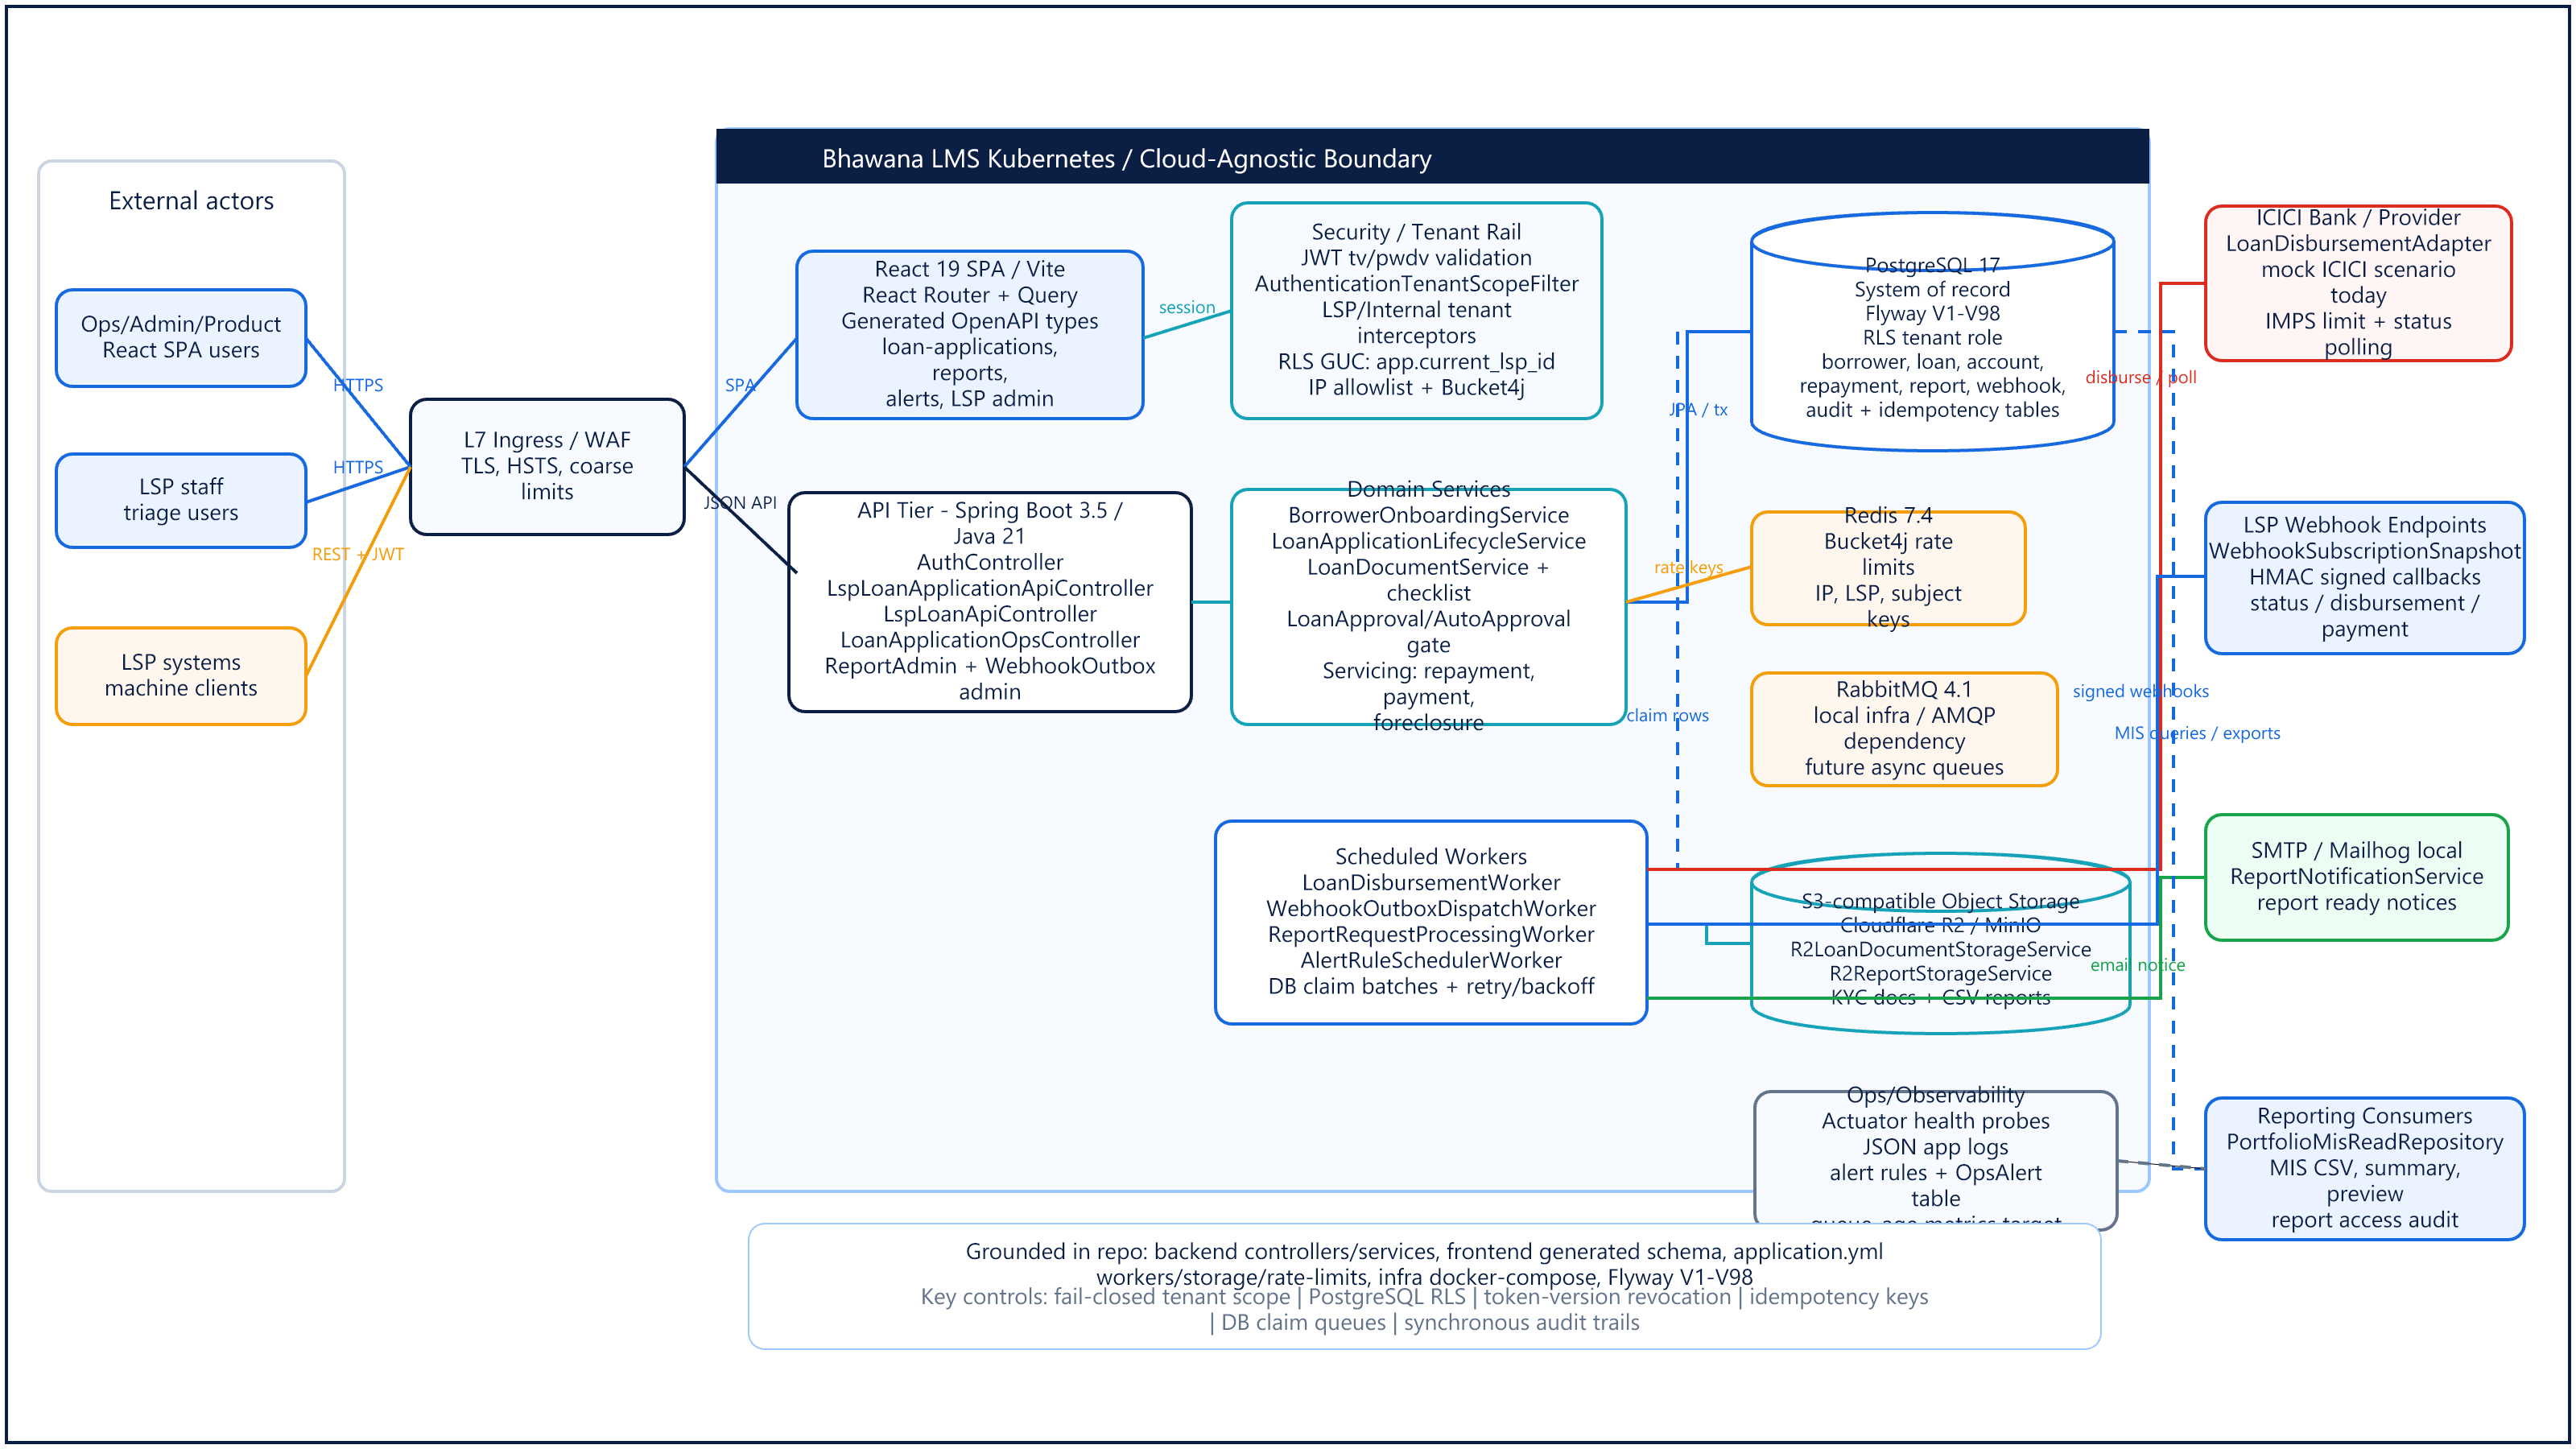 Bhawana LMS Kubernetes / Cloud-Agnostic Boundary
External actors
Ops/Admin/Product
React SPA users
LSP staff
triage users
LSP systems
machine clients
HTTPS
HTTPS
REST + JWT
L7 Ingress / WAF
TLS, HSTS, coarse
limits
SPA
JSON API
React 19 SPA / Vite
React Router + Query
Generated OpenAPI types
loan-applications,
reports,
alerts, LSP admin
session
Security / Tenant Rail
JWT tv/pwdv validation
AuthenticationTenantScopeFilter
LSP/Internal tenant
interceptors
RLS GUC: app.current_lsp_id
IP allowlist + Bucket4j
API Tier - Spring Boot 3.5 /
Java 21
AuthController
LspLoanApplicationApiController
LspLoanApiController
LoanApplicationOpsController
ReportAdmin + WebhookOutbox
admin
Domain Services
BorrowerOnboardingService
LoanApplicationLifecycleService
LoanDocumentService +
checklist
LoanApproval/AutoApproval
gate
Servicing: repayment,
payment,
foreclosure
Scheduled Workers
LoanDisbursementWorker
WebhookOutboxDispatchWorker
ReportRequestProcessingWorker
AlertRuleSchedulerWorker
DB claim batches + retry/backoff
JPA / tx
rate keys
claim rows
PostgreSQL 17
System of record
Flyway V1-V98
RLS tenant role
borrower, loan, account,
repayment, report, webhook,
audit + idempotency tables
Redis 7.4
Bucket4j rate
limits
IP, LSP, subject
keys
RabbitMQ 4.1
local infra / AMQP
dependency
future async queues
S3-compatible Object Storage
Cloudflare R2 / MinIO
R2LoanDocumentStorageService
R2ReportStorageService
KYC docs + CSV reports
Ops/Observability
Actuator health probes
JSON app logs
alert rules + OpsAlert
table
queue-age metrics target
disburse / poll
signed webhooks
MIS queries / exports
email notice
ICICI Bank / Provider
LoanDisbursementAdapter
mock ICICI scenario
today
IMPS limit + status
polling
LSP Webhook Endpoints
WebhookSubscriptionSnapshot
HMAC signed callbacks
status / disbursement /
payment
SMTP / Mailhog local
ReportNotificationService
report ready notices
Reporting Consumers
PortfolioMisReadRepository
MIS CSV, summary,
preview
report access audit
Grounded in repo: backend controllers/services, frontend generated schema, application.yml
workers/storage/rate-limits, infra docker-compose, Flyway V1-V98
Key controls: fail-closed tenant scope | PostgreSQL RLS | token-version revocation | idempotency keys
| DB claim queues | synchronous audit trails